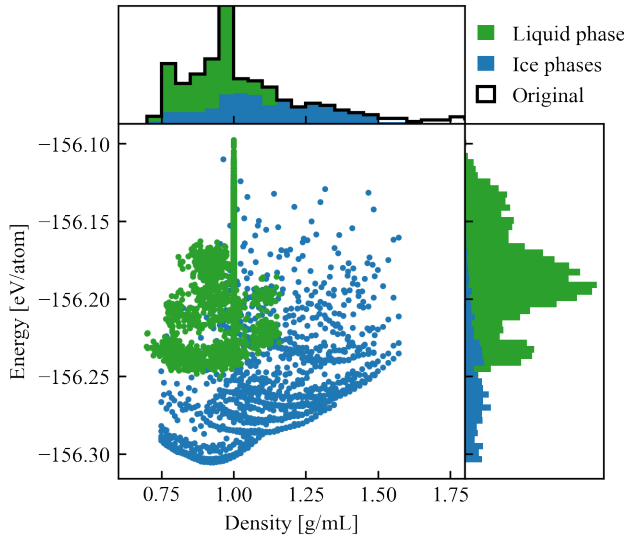 Liquid phase
Ice phases
Original
−156.10
−156.15
−156.20
−156.25
−156.30
Energy [eV/atom]
0.75 1.00 1.25 1.50 1.75
Density [g/mL]